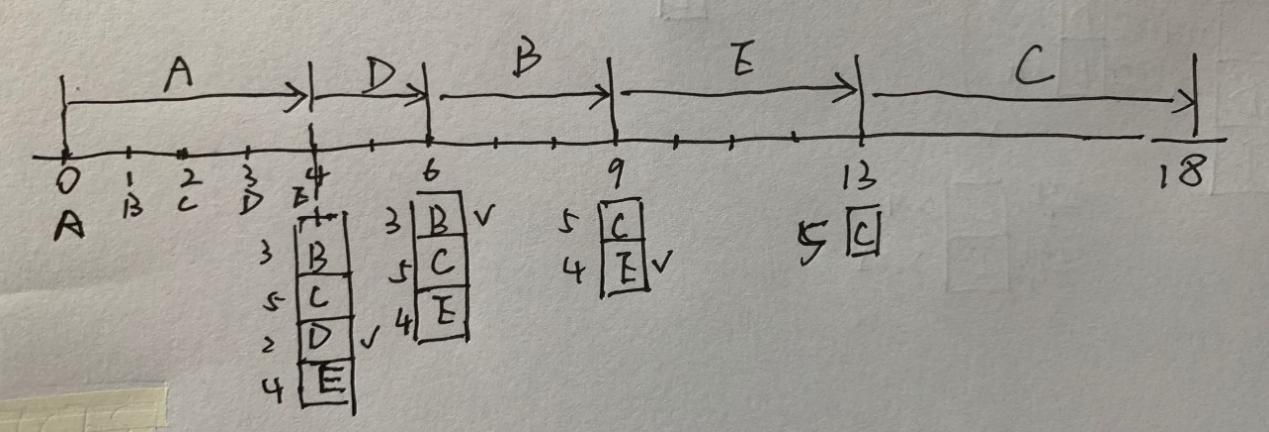 A D B E C
0 1 2 3 4 6 9 13 18
A B C D E
3 B ✓
5 C
4 E
5 C
4 E ✓
5 C
3 B
5 C
2 D ✓
4 E